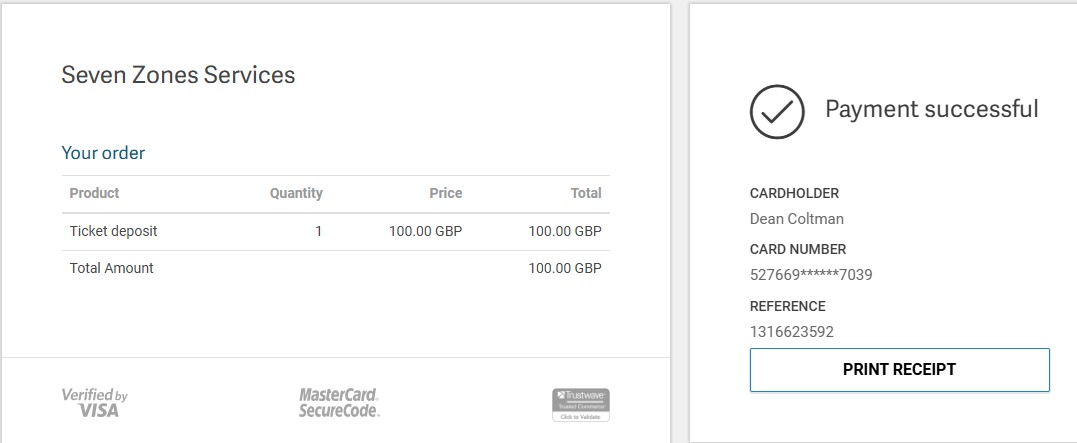 Seven Zones Services
Your order
Product Quantity Price Total
Ticket deposit 1 100.00 GBP 100.00 GBP
Total Amount 100.00 GBP
Verified by
VISA
MasterCard
SecureCode.
Trustwave
Trusted Commerce
Click to Validate
Payment successful
CARDHOLDER
Dean Coltman
CARD NUMBER
527669******7039
REFERENCE
1316623592
PRINT RECEIPT